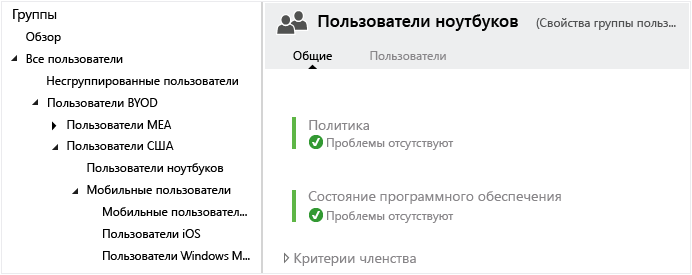 Группы
Обзор
Все пользователи
Несгруппированные пользователи
Пользователи BYOD
Пользователи MEA
Пользователи США
Пользователи ноутбуков
Мобильные пользователи
Мобильные пользовател...
Пользователи iOS
Пользователи Windows M...
Пользователи ноутбуков (Свойства группы польз...
Общие Пользователи
Политика
Проблемы отсутствуют
Состояние программного обеспечения
Проблемы отсутствуют
Критерии членства